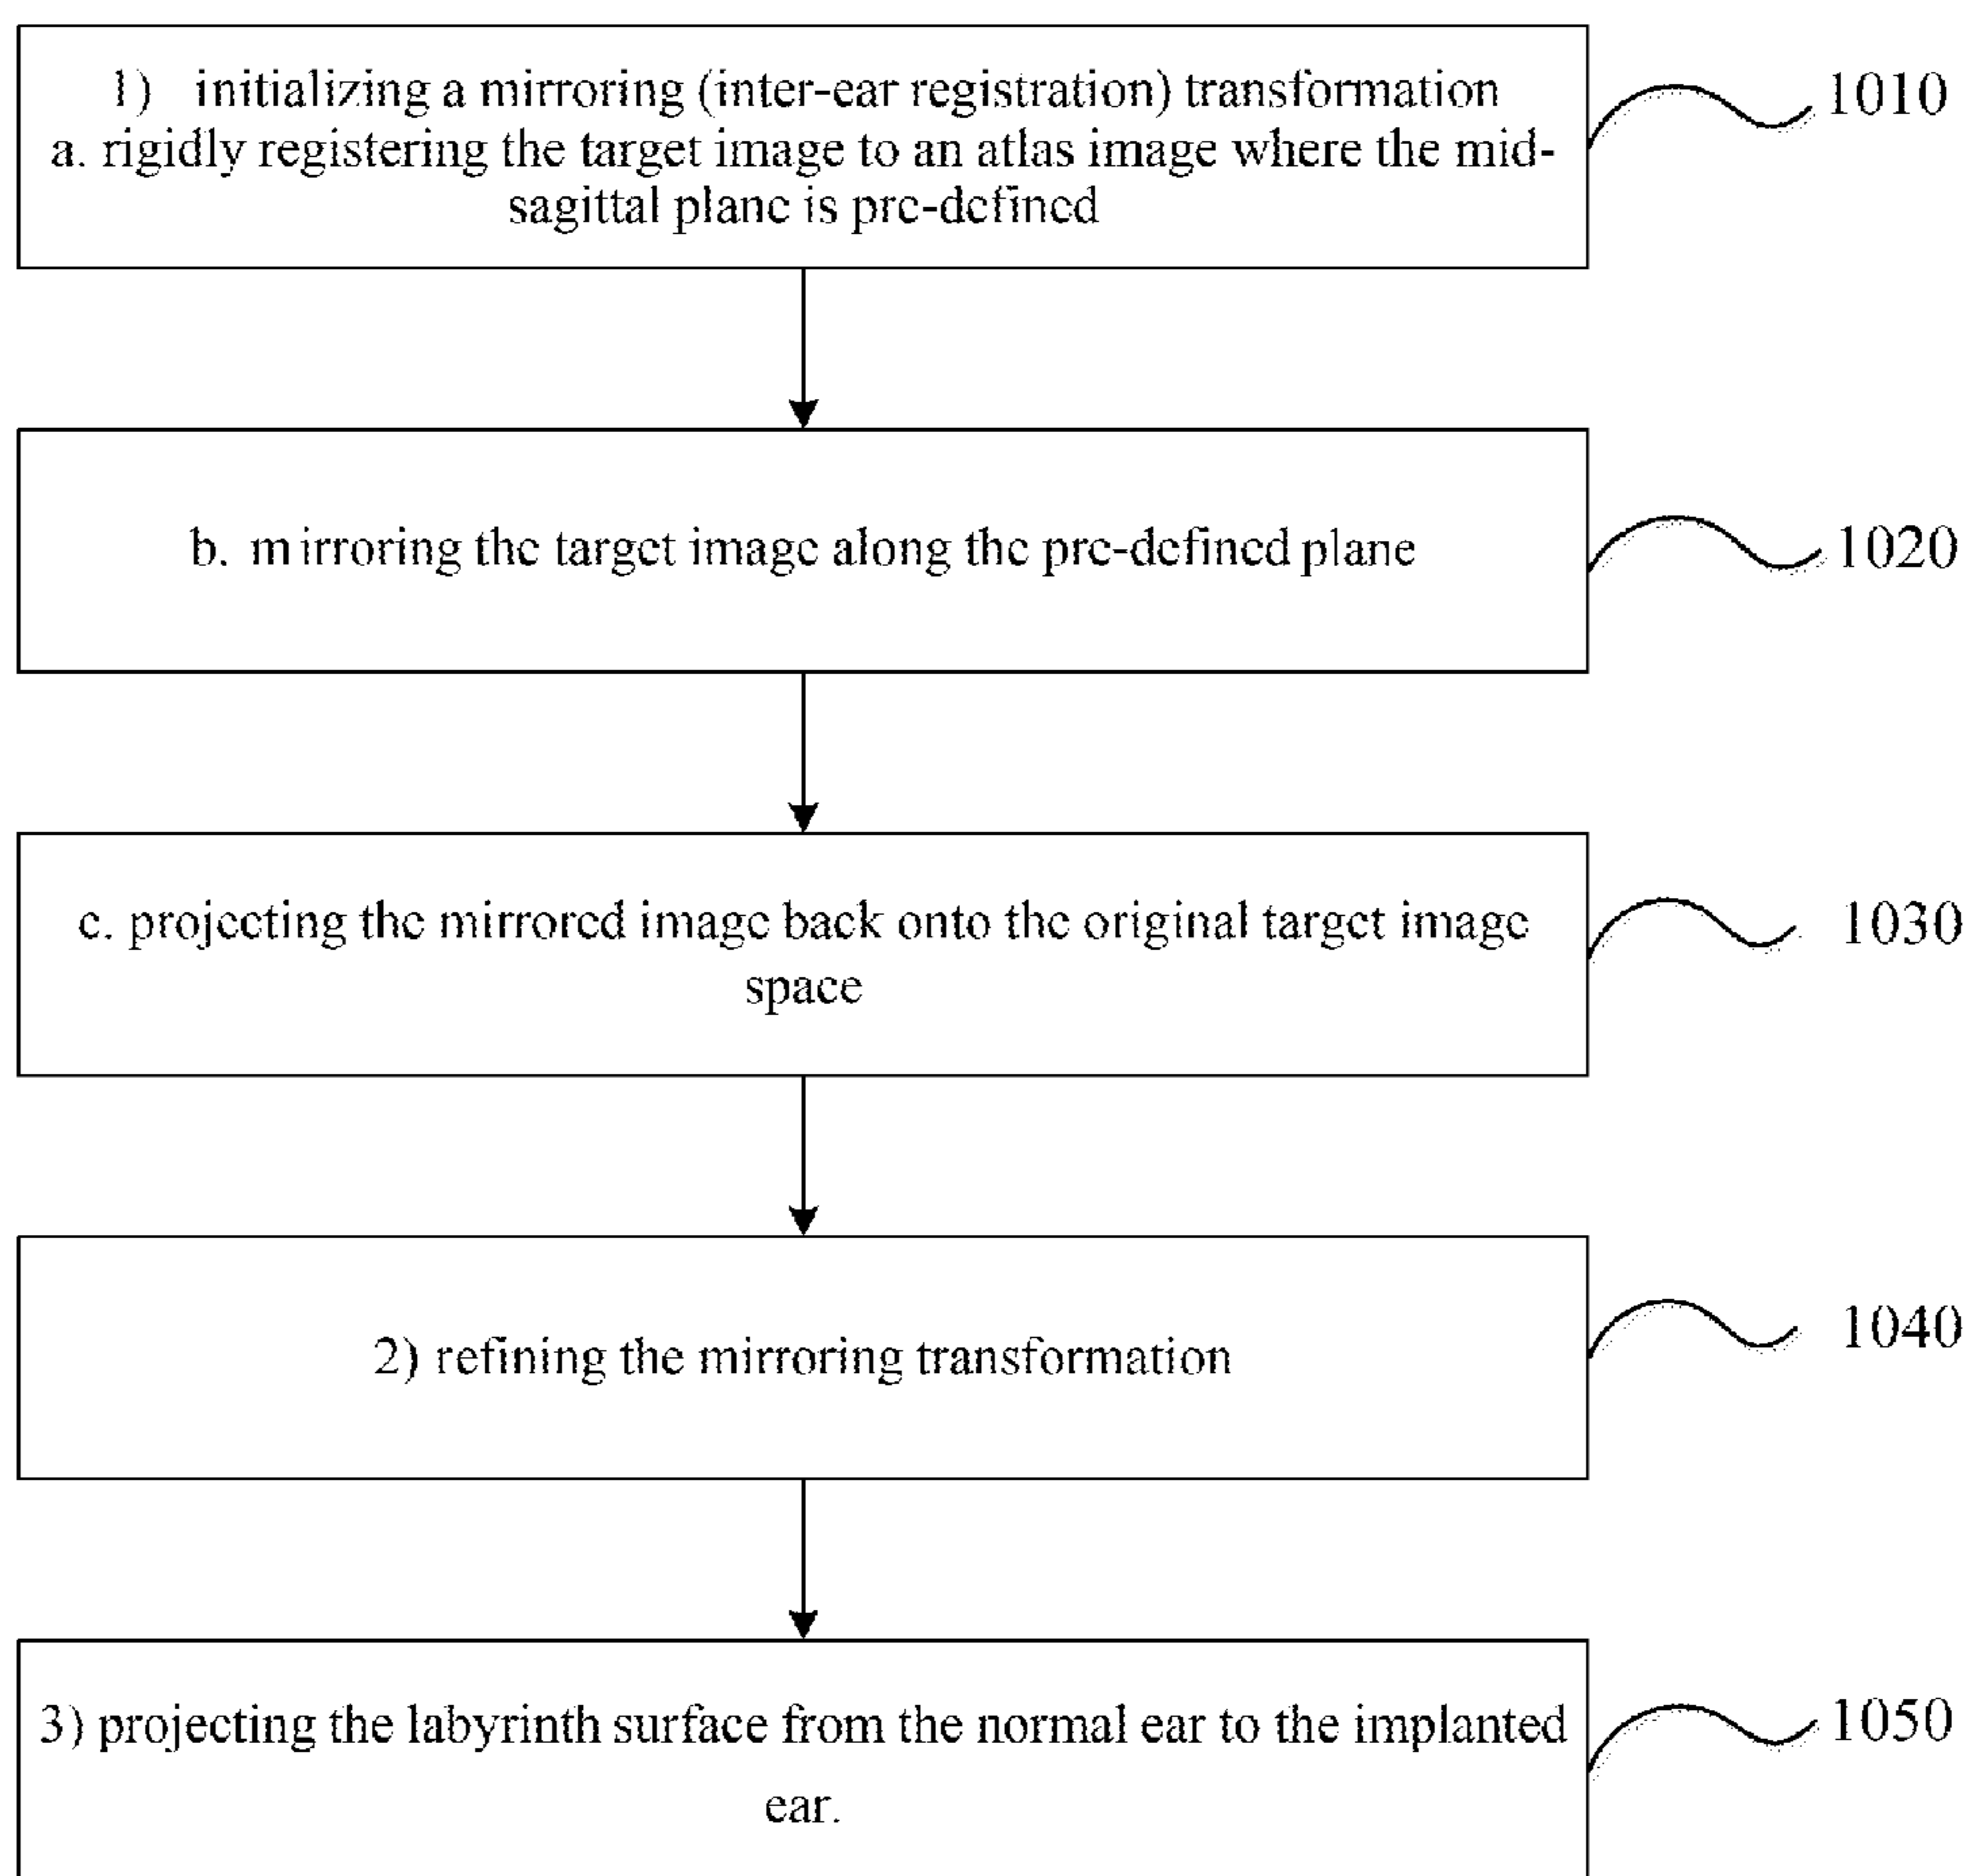 1) initializing a mirroring (inter-ear registration) transformation
a. rigidly registering the target image to an atlas image where the mid-
sagittal plane is pre-defined
1010
b. mirroring the target image along the pre-defined plane
1020
c. projecting the mirrored image back onto the original target image
space
1030
2) refining the mirroring transformation
1040
3) projecting the labyrinth surface from the normal ear to the implanted
ear.
1050